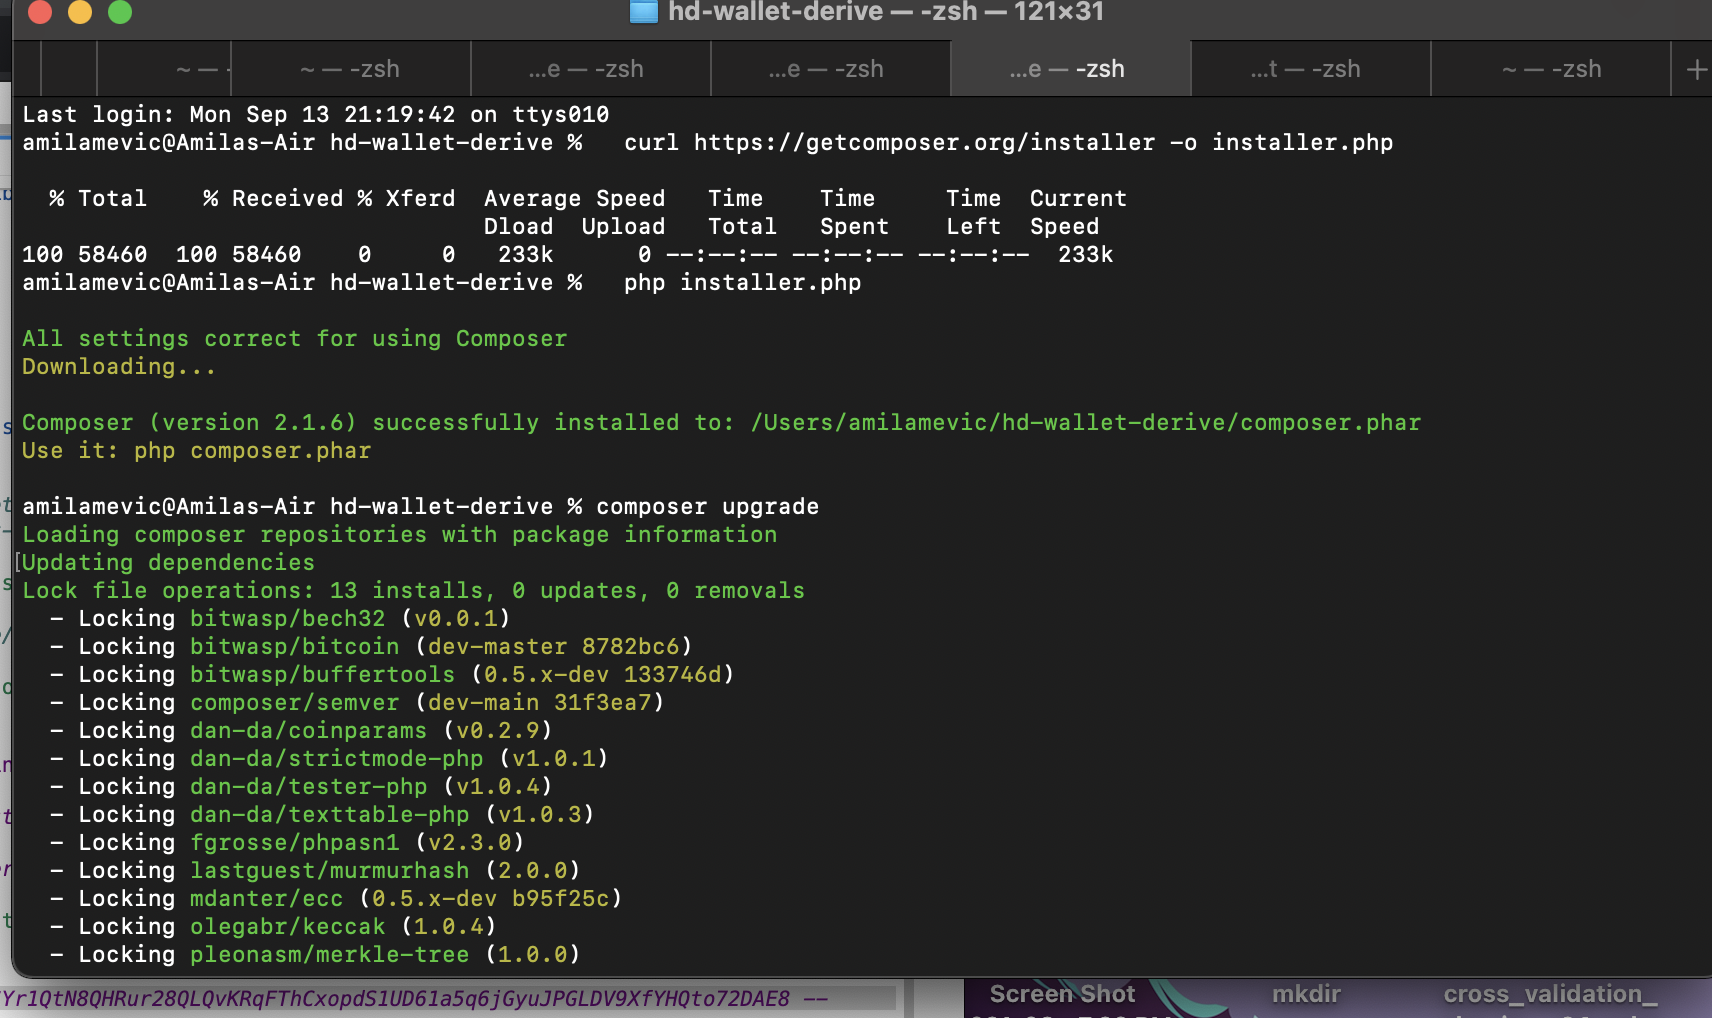 hd-wallet-derive — -zsh — 121×31
~ — -
~ — -zsh
...e — -zsh
...e — -zsh
...e — -zsh
...t — -zsh
~ — -zsh
+
Last login: Mon Sep 13 21:19:42 on ttys010
amilamevic@Amilas-Air hd-wallet-derive %   curl https://getcomposer.org/installer -o installer.php
  % Total    % Received % Xferd  Average Speed   Time    Time     Time  Current
                                 Dload  Upload   Total   Spent    Left  Speed
100 58460  100 58460    0     0   233k      0 --:--:-- --:--:-- --:--:--  233k
amilamevic@Amilas-Air hd-wallet-derive %   php installer.php
All settings correct for using Composer
Downloading...
Composer (version 2.1.6) successfully installed to: /Users/amilamevic/hd-wallet-derive/composer.phar
Use it: php composer.phar
amilamevic@Amilas-Air hd-wallet-derive % composer upgrade
Loading composer repositories with package information
[Updating dependencies
Lock file operations: 13 installs, 0 updates, 0 removals
  - Locking bitwasp/bech32 (v0.0.1)
  - Locking bitwasp/bitcoin (dev-master 8782bc6)
  - Locking bitwasp/buffertools (0.5.x-dev 133746d)
  - Locking composer/semver (dev-main 31f3ea7)
  - Locking dan-da/coinparams (v0.2.9)
  - Locking dan-da/strictmode-php (v1.0.1)
  - Locking dan-da/tester-php (v1.0.4)
  - Locking dan-da/texttable-php (v1.0.3)
  - Locking fgrosse/phpasn1 (v2.3.0)
  - Locking lastguest/murmurhash (2.0.0)
  - Locking mdanter/ecc (0.5.x-dev b95f25c)
  - Locking olegabr/keccak (1.0.4)
  - Locking pleonasm/merkle-tree (1.0.0)
Yr1QtN8QHRur28QLQvKRqFThCxopdS1UD61a5q6jGyuJPGLDV9XfYHQto72DAE8 --
Screen Shot
mkdir
cross_validation_